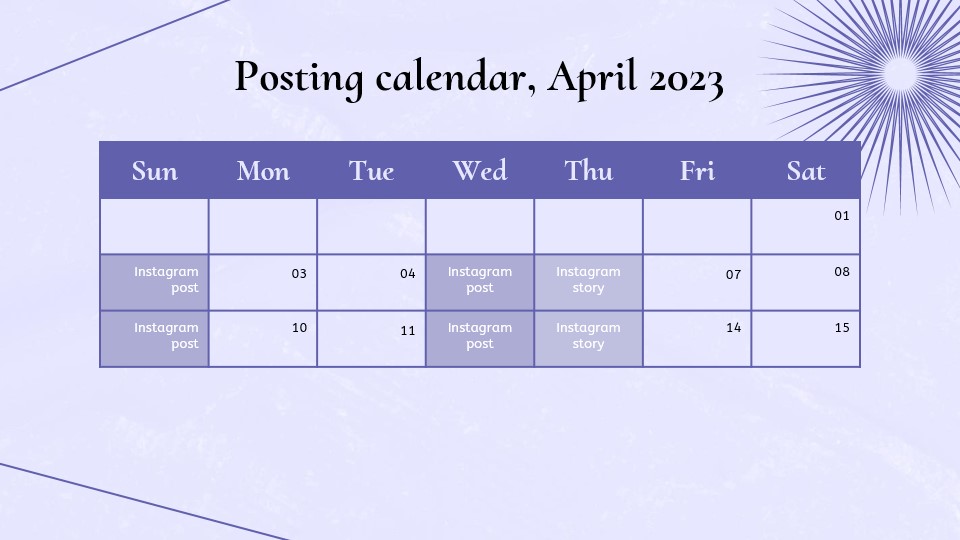 Posting calendar, April 2023
Sun Mon Tue Wed Thu Fri Sat
01
Instagram post 03 04 Instagram post Instagram story 07 08
Instagram post 10 11 Instagram post Instagram story 14 15